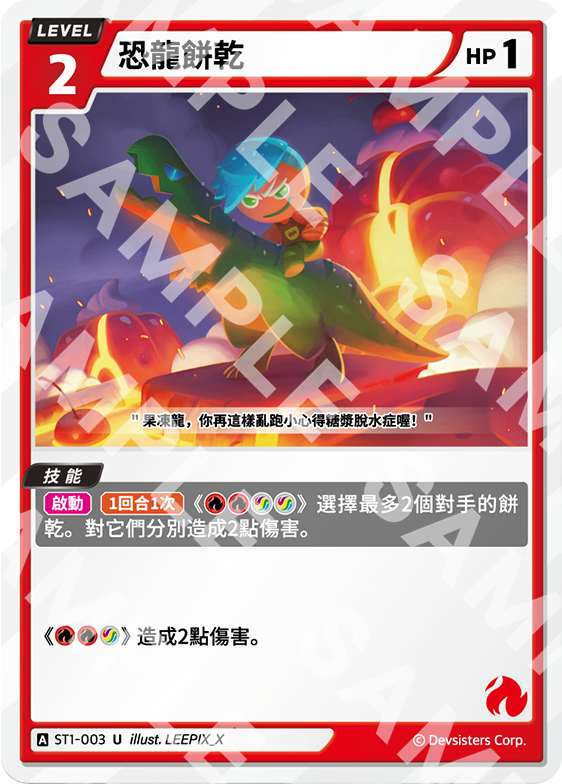 LEVEL
2
恐龍餅乾
HP 1
"果凍龍，你再這樣亂跑小心得糖漿脫水症喔！"
技能
啟動 1回合1次 《》選擇最多2個對手的餅
乾。對它們分別造成2點傷害。
《》造成2點傷害。
A ST1-003 U illust. LEEPIX_X
© Devsisters Corp.
SAMPLE